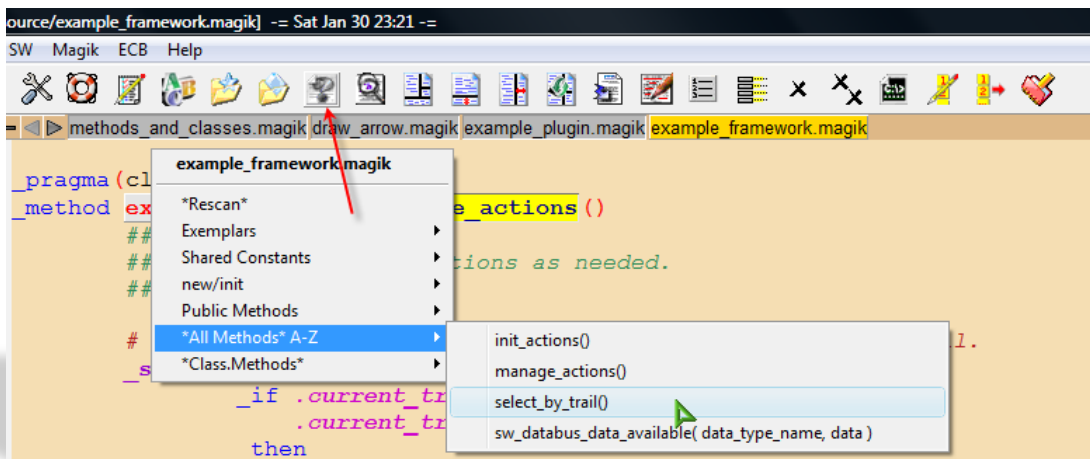 ource/example_framework.magik] -= Sat Jan 30 23:21 -=
SW Magik ECB Help
methods_and_classes.magik draw_arrow.magik example_plugin.magik example_framework.magik
example_framework.magik
_pragma(cl
*Rescan*
_method ex e_actions()
Exemplars
##
Shared Constants
## tions as needed.
new/init
##
Public Methods
# *All Methods* A-Z init_actions() l.
*Class.Methods* manage_actions()
_s
_if .current_tr select_by_trail()
.current_tr sw_databus_data_available( data_type_name, data )
then